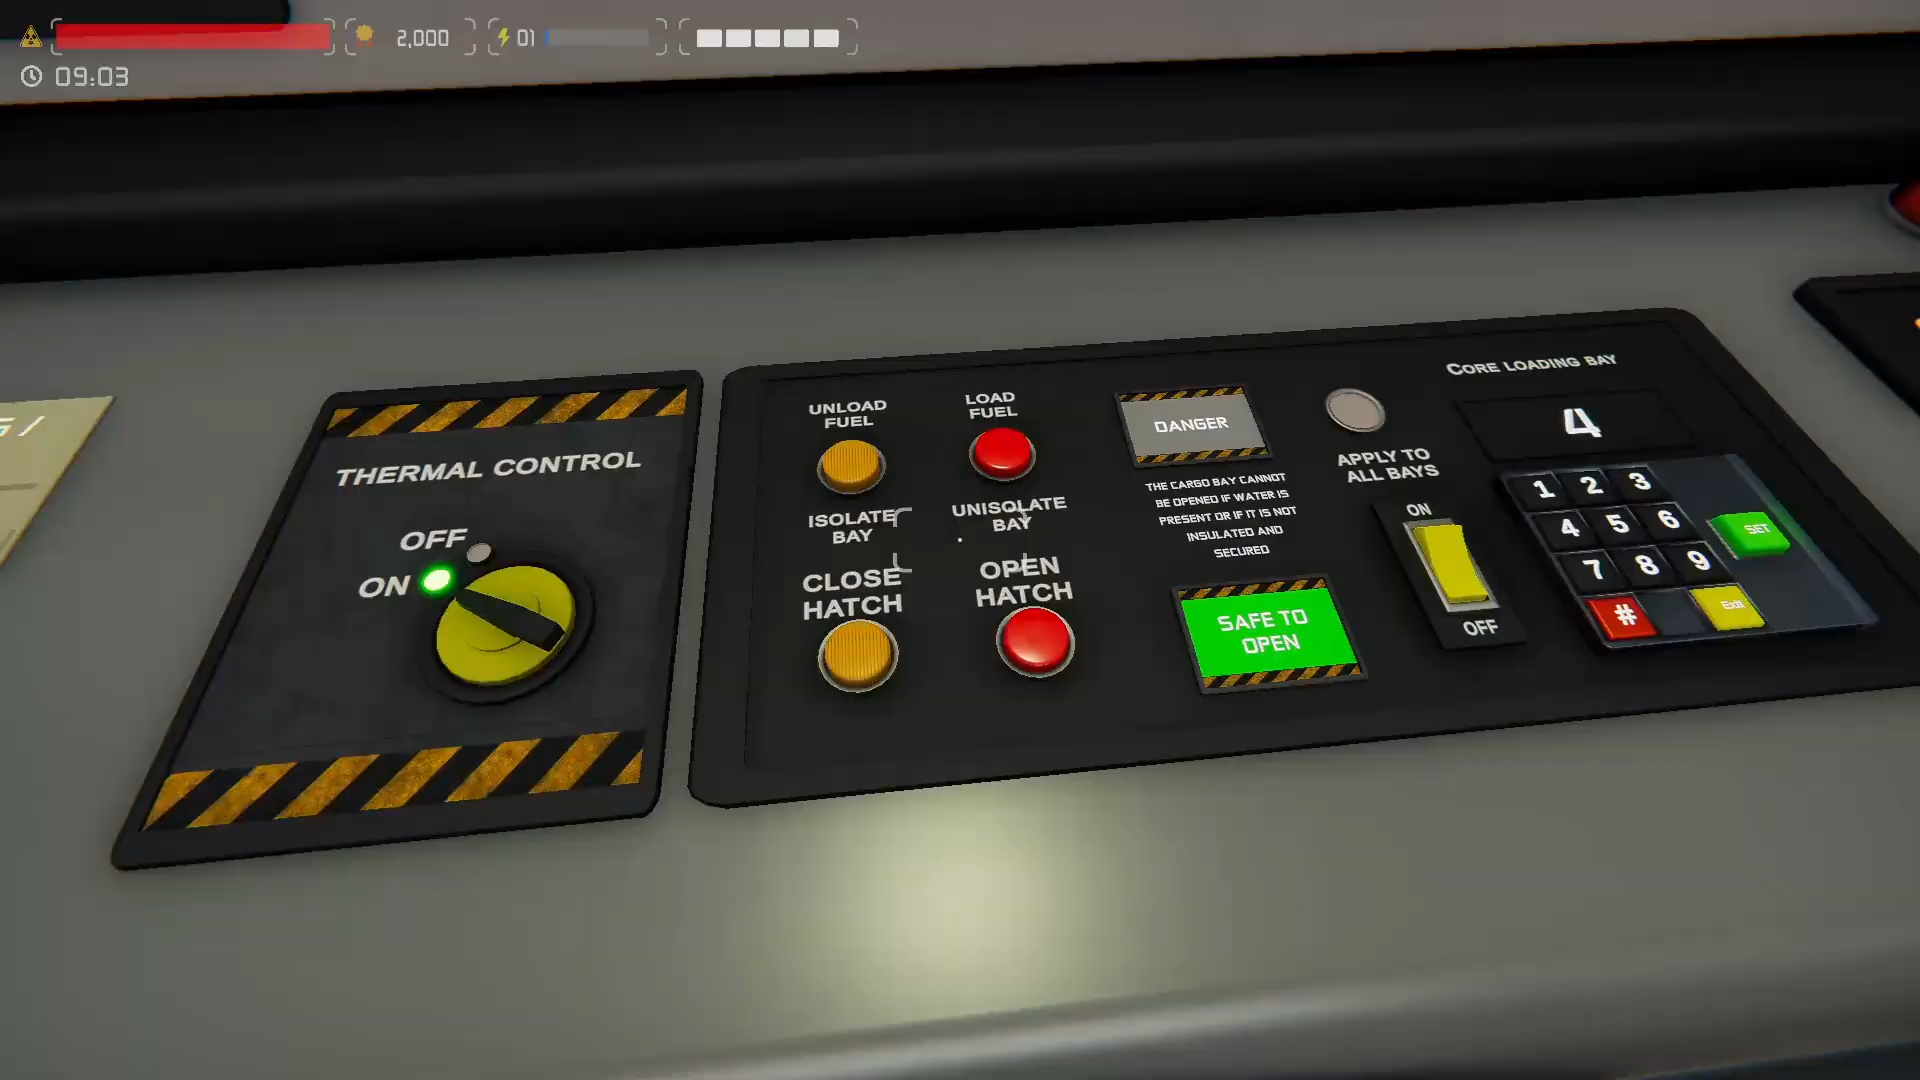 2,000
01
09:03
THERMAL CONTROL
OFF
ON
UNLOAD
FUEL
LOAD
FUEL
ISOLATE
BAY
UNISOLATE
BAY
CLOSE
HATCH
OPEN
HATCH
DANGER
THE CARGO BAY CANNOT
BE OPENED IF WATER IS
PRESENT OR IF IT IS NOT
INSULATED AND
SECURED
SAFE TO
OPEN
APPLY TO
ALL BAYS
ON
OFF
CORE LOADING BAY
4
1 2 3
4 5 6
7 8 9
#
SET
Exit